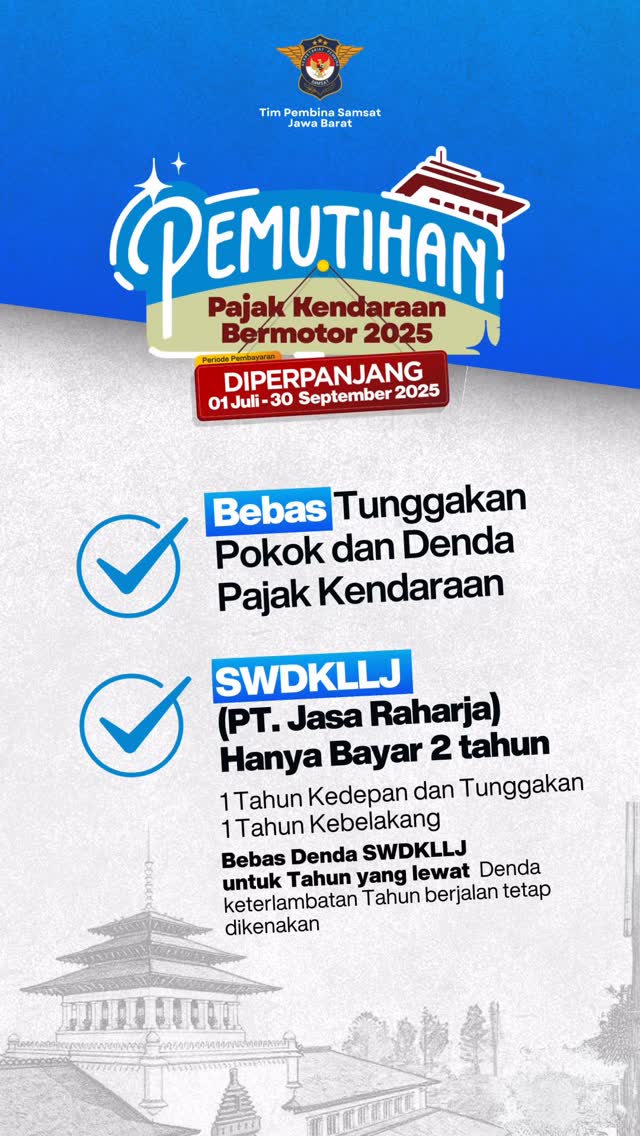 SAMSAT
Tim Pembina Samsat
Jawa Barat
PEMUTIHAN
Pajak Kendaraan
Bermotor 2025
Periode Pembayaran
DIPERPANJANG
01 Juli - 30 September 2025
Bebas Tunggakan
Pokok dan Denda
Pajak Kendaraan
SWDKLLJ
(PT. Jasa Raharja)
Hanya Bayar 2 tahun
1 Tahun Kedepan dan Tunggakan
1 Tahun Kebelakang
Bebas Denda SWDKLLJ
untuk Tahun yang lewat Denda
keterlambatan Tahun berjalan tetap
dikenakan